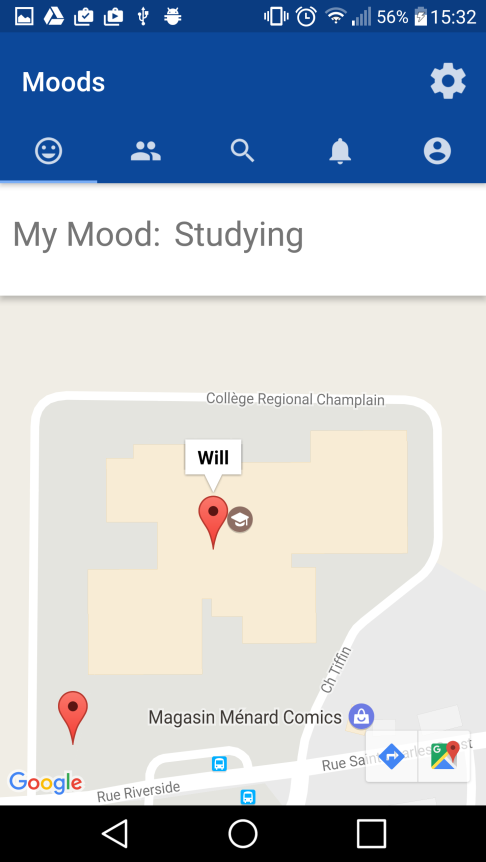 56% 15:32
Moods
My Mood: Studying
Collège Regional Champlain
Will
Ch Tiffin
Magasin Ménard Comics
Rue Sain
Google
Rue Riverside